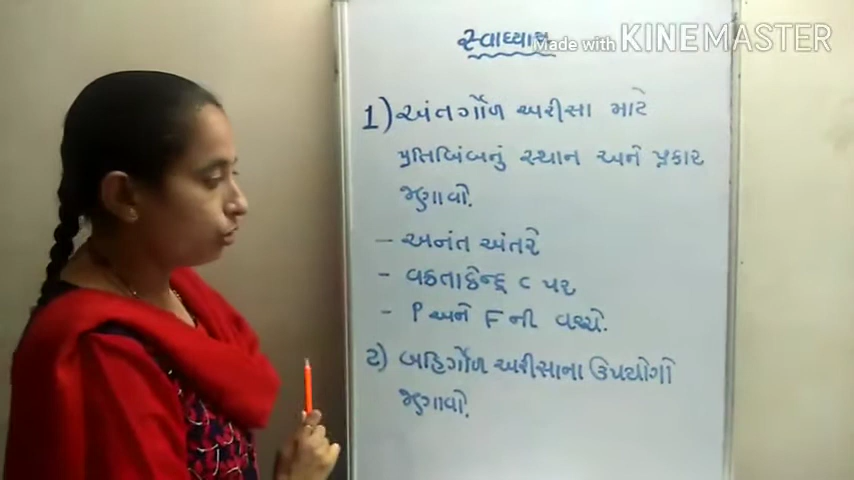 સ્વાધ્યાય
Made with KINEMASTER
1) અંતર્ગોળ અરીસા માટે
પ્રતિબિંબનું સ્થાન અને પ્રકાર
જણાવો.
- અનંત અંતરે
- વક્રતાકેન્દ્ર C પર
- P અને F ની વચ્ચે.
2) બહિર્ગોળ અરીસાના ઉપયોગો
જણાવો.